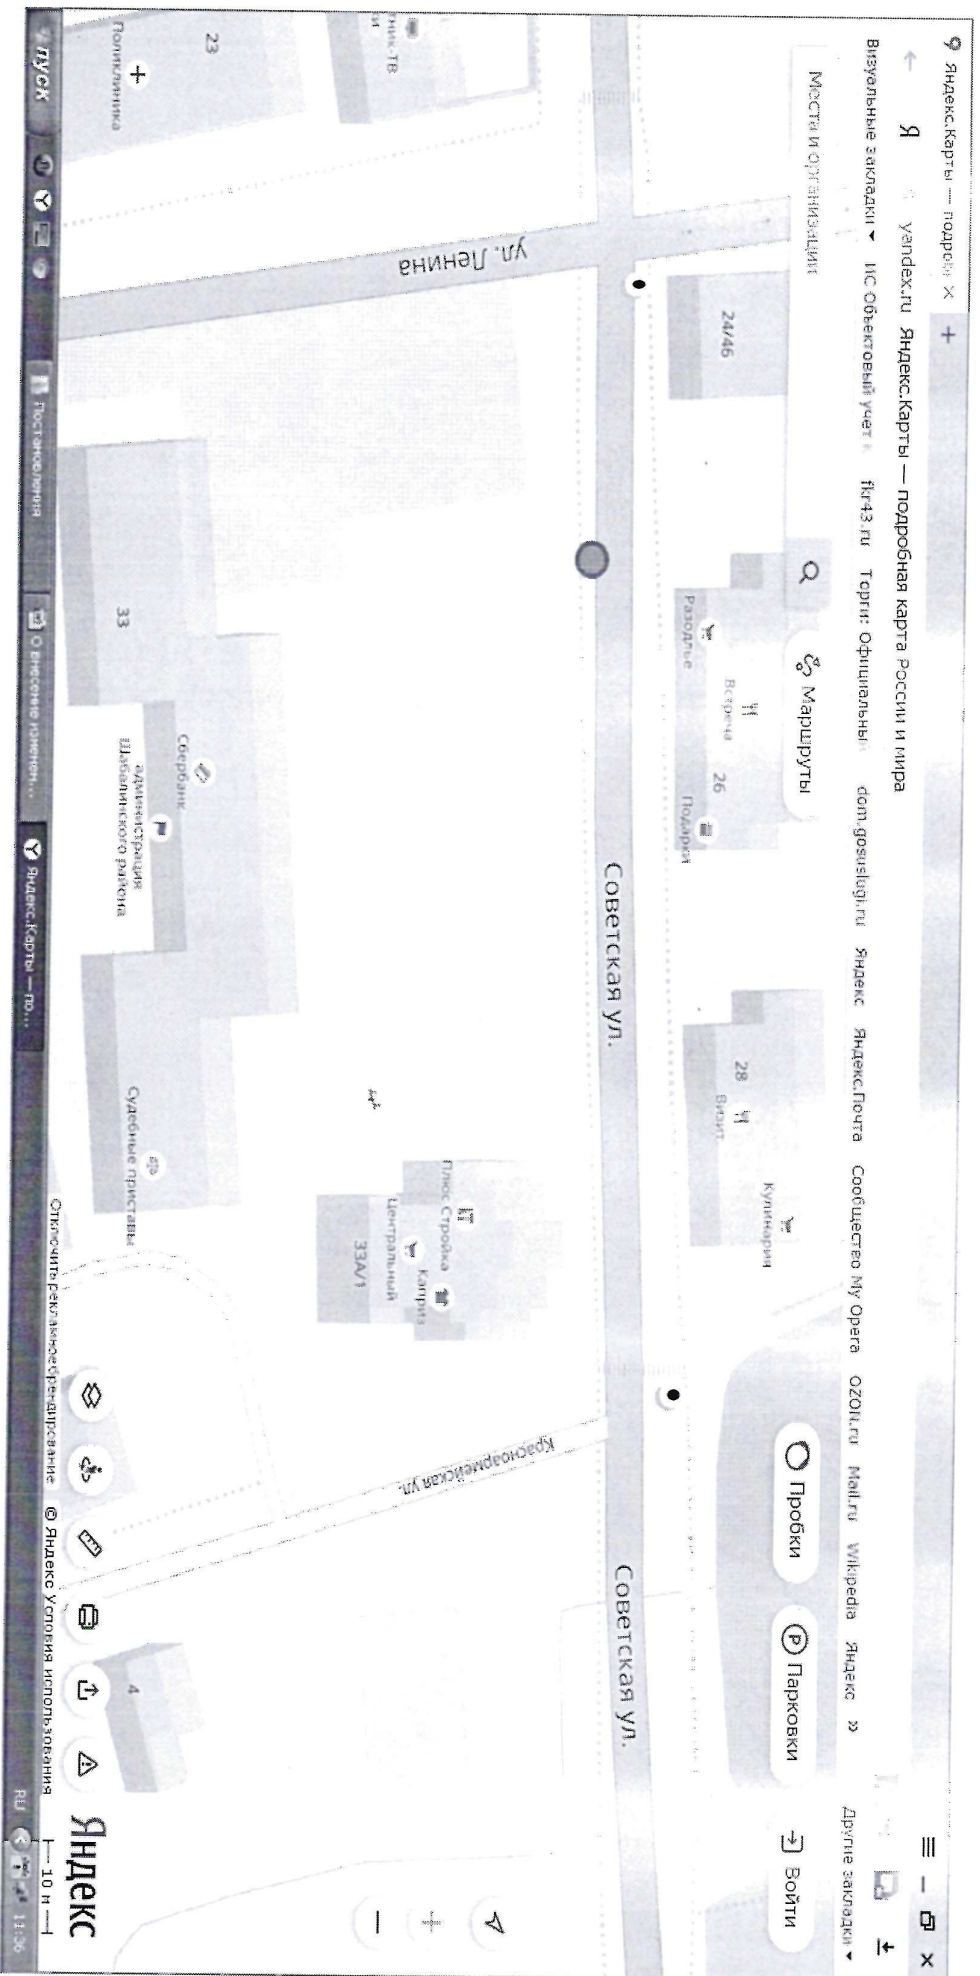 Яндекс.Карты — подроб ×
+
Я
yandex.ru
Яндекс.Карты — подробная карта России и мира
Визуальные закладки
ИС Объектовый учет
fkr43.ru
Торги: Официальный
dom.gosuslugi.ru
Яндекс
Яндекс.Почта
Сообщество My Opera
OZON.ru
Mail.ru
Wikipedia
Яндекс
»
Другие закладки
Места и организации
Маршруты
Пробки
Парковки
Войти
24/46
Раздолье
Встреча
26
Подарки
28
Визит
Кулинария
Советская ул.
Советская ул.
ул. Ленина
Красноармейская ул.
23
Поликлиника
33
Сбербанк
администрация
Шабалинского района
Судебные приставы
Плюс Стройка
Каприз
Центральный
33А/1
4
Отключить рекламное брендирование
© Яндекс Условия использования
Яндекс
10 м
пуск
Постановления
О внесение изменен...
Яндекс.Карты — по...
RU
11:36